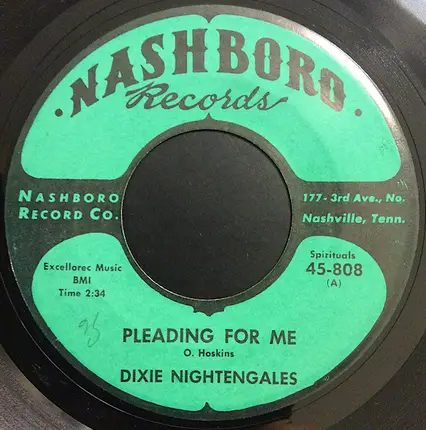 NASHBORO
Records
NASHBORO
RECORD CO.
177-3rd Ave., No.
Nashville, Tenn.
Excellorec Music
BMI
Time 2:34
Spirituals
45-808
(A)
95
PLEADING FOR ME
O. Hoskins
DIXIE NIGHTENGALES